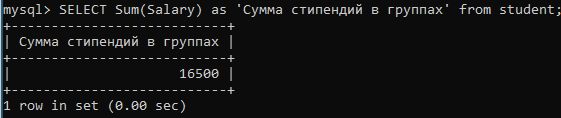 mysql> SELECT Sum(Salary) as 'Сумма стипендий в группах' from student;
+---------------------------+
| Сумма стипендий в группах |
+---------------------------+
|                     16500 |
+---------------------------+
1 row in set (0.00 sec)